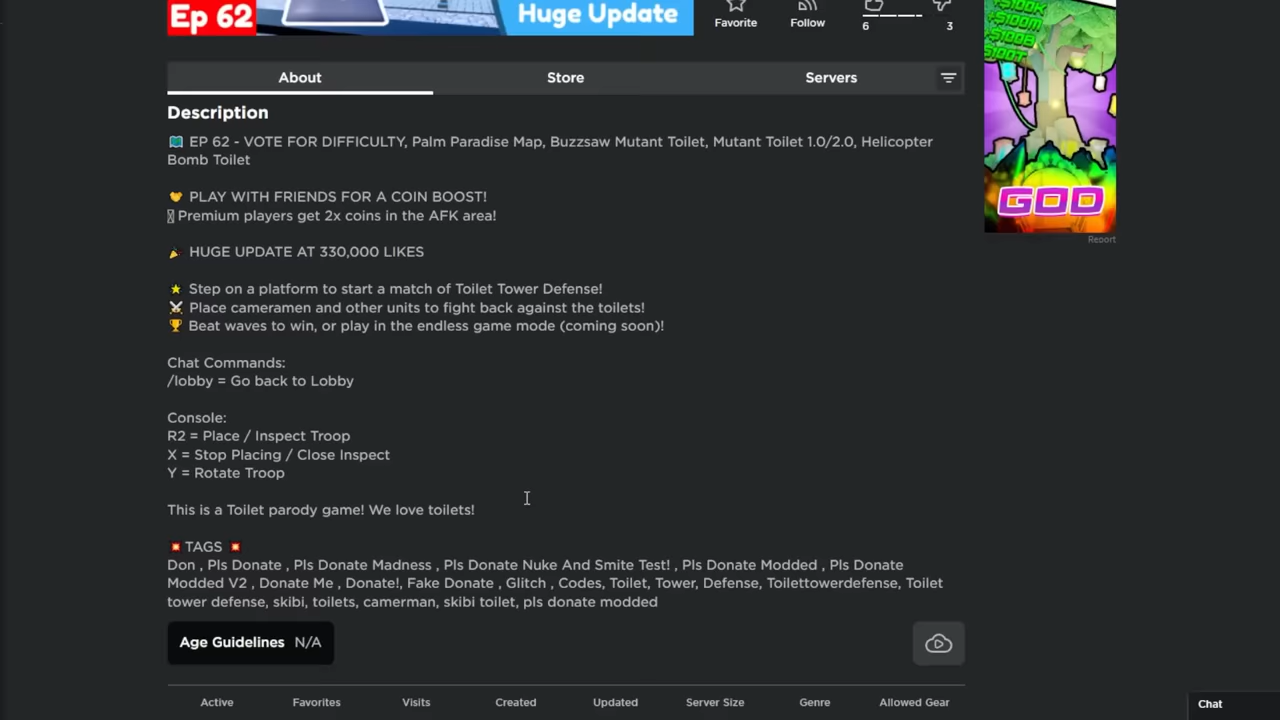 Ep 62
Huge Update
Favorite
Follow
6
3
+$100K
+$100M
+$100B
+$100T
GOD
Report
About
Store
Servers
Description
EP 62 - VOTE FOR DIFFICULTY, Palm Paradise Map, Buzzsaw Mutant Toilet, Mutant Toilet 1.0/2.0, Helicopter
Bomb Toilet
PLAY WITH FRIENDS FOR A COIN BOOST!
Premium players get 2x coins in the AFK area!
HUGE UPDATE AT 330,000 LIKES
Step on a platform to start a match of Toilet Tower Defense!
Place cameramen and other units to fight back against the toilets!
Beat waves to win, or play in the endless game mode (coming soon)!
Chat Commands:
/lobby = Go back to Lobby
Console:
R2 = Place / Inspect Troop
X = Stop Placing / Close Inspect
Y = Rotate Troop
This is a Toilet parody game! We love toilets!
TAGS
Don , Pls Donate , Pls Donate Madness , Pls Donate Nuke And Smite Test! , Pls Donate Modded , Pls Donate
Modded V2 , Donate Me , Donate!, Fake Donate , Glitch , Codes, Toilet, Tower, Defense, Toilettowerdefense, Toilet
tower defense, skibi, toilets, camerman, skibi toilet, pls donate modded
Age Guidelines N/A
Active
Favorites
Visits
Created
Updated
Server Size
Genre
Allowed Gear
Chat